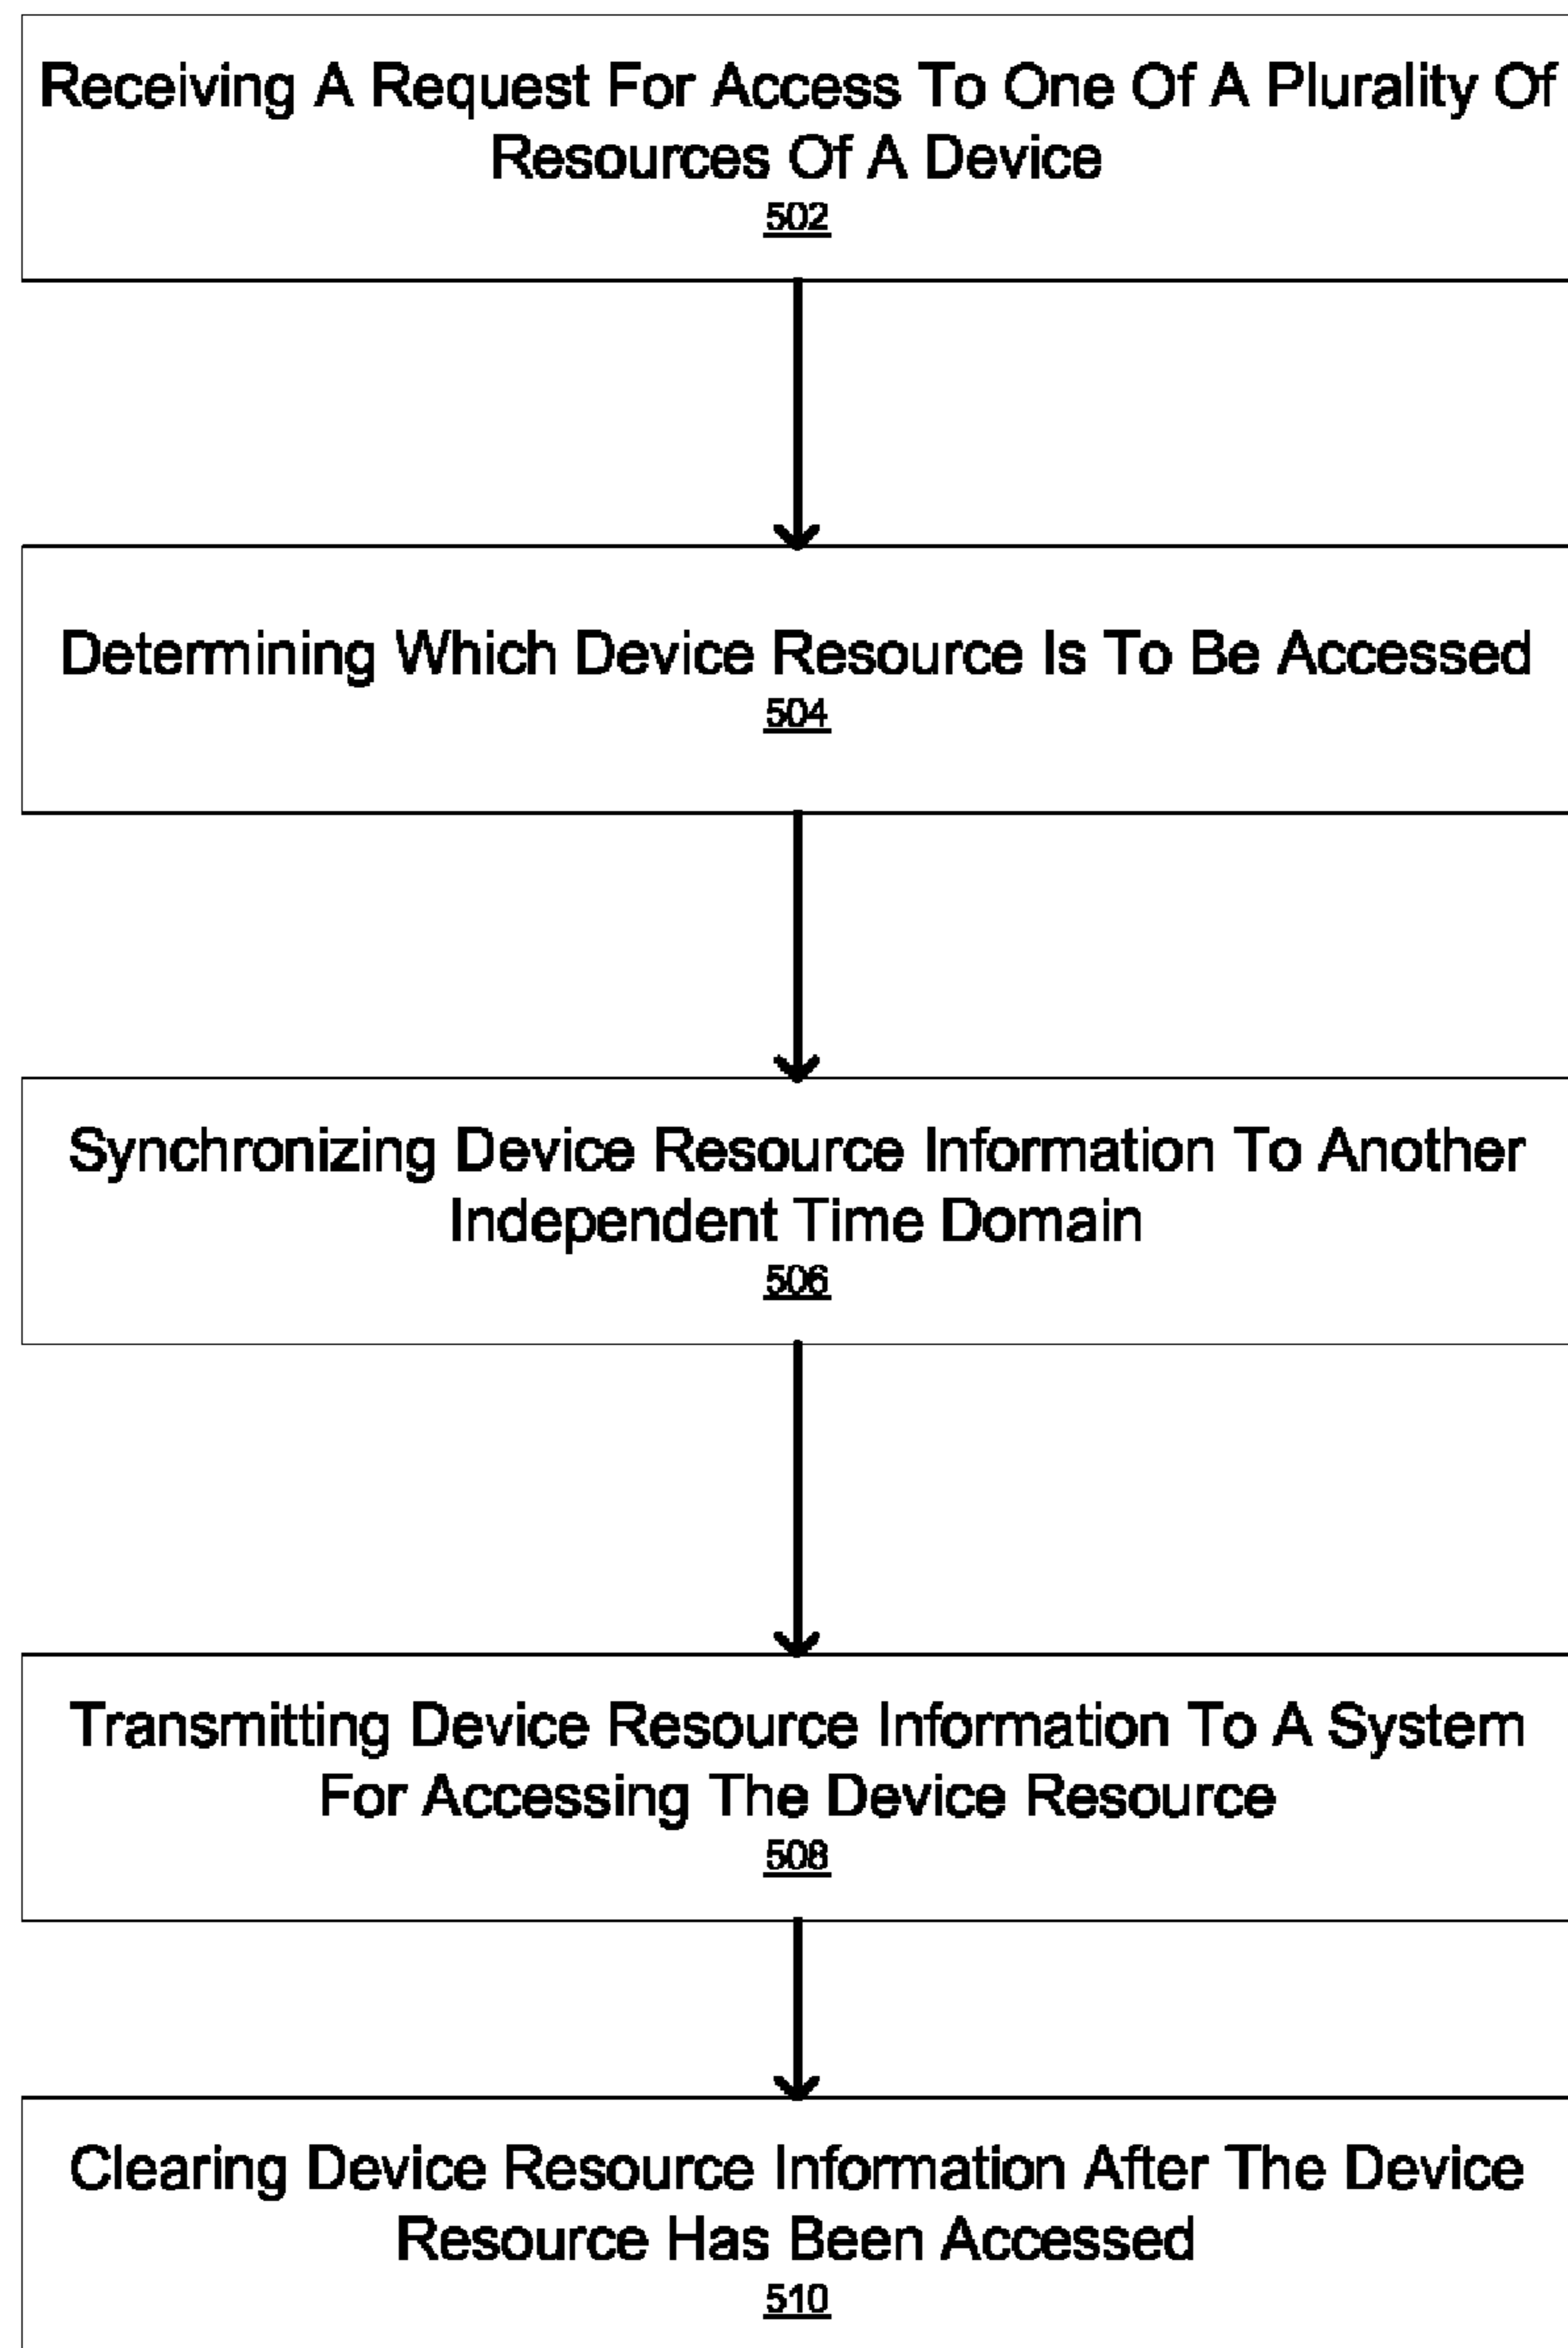 Receiving A Request For Access To One Of A Plurality Of
Resources Of A Device
502
Determining Which Device Resource Is To Be Accessed
504
Synchronizing Device Resource Information To Another
Independent Time Domain
506
Transmitting Device Resource Information To A System
For Accessing The Device Resource
508
Clearing Device Resource Information After The Device
Resource Has Been Accessed
510